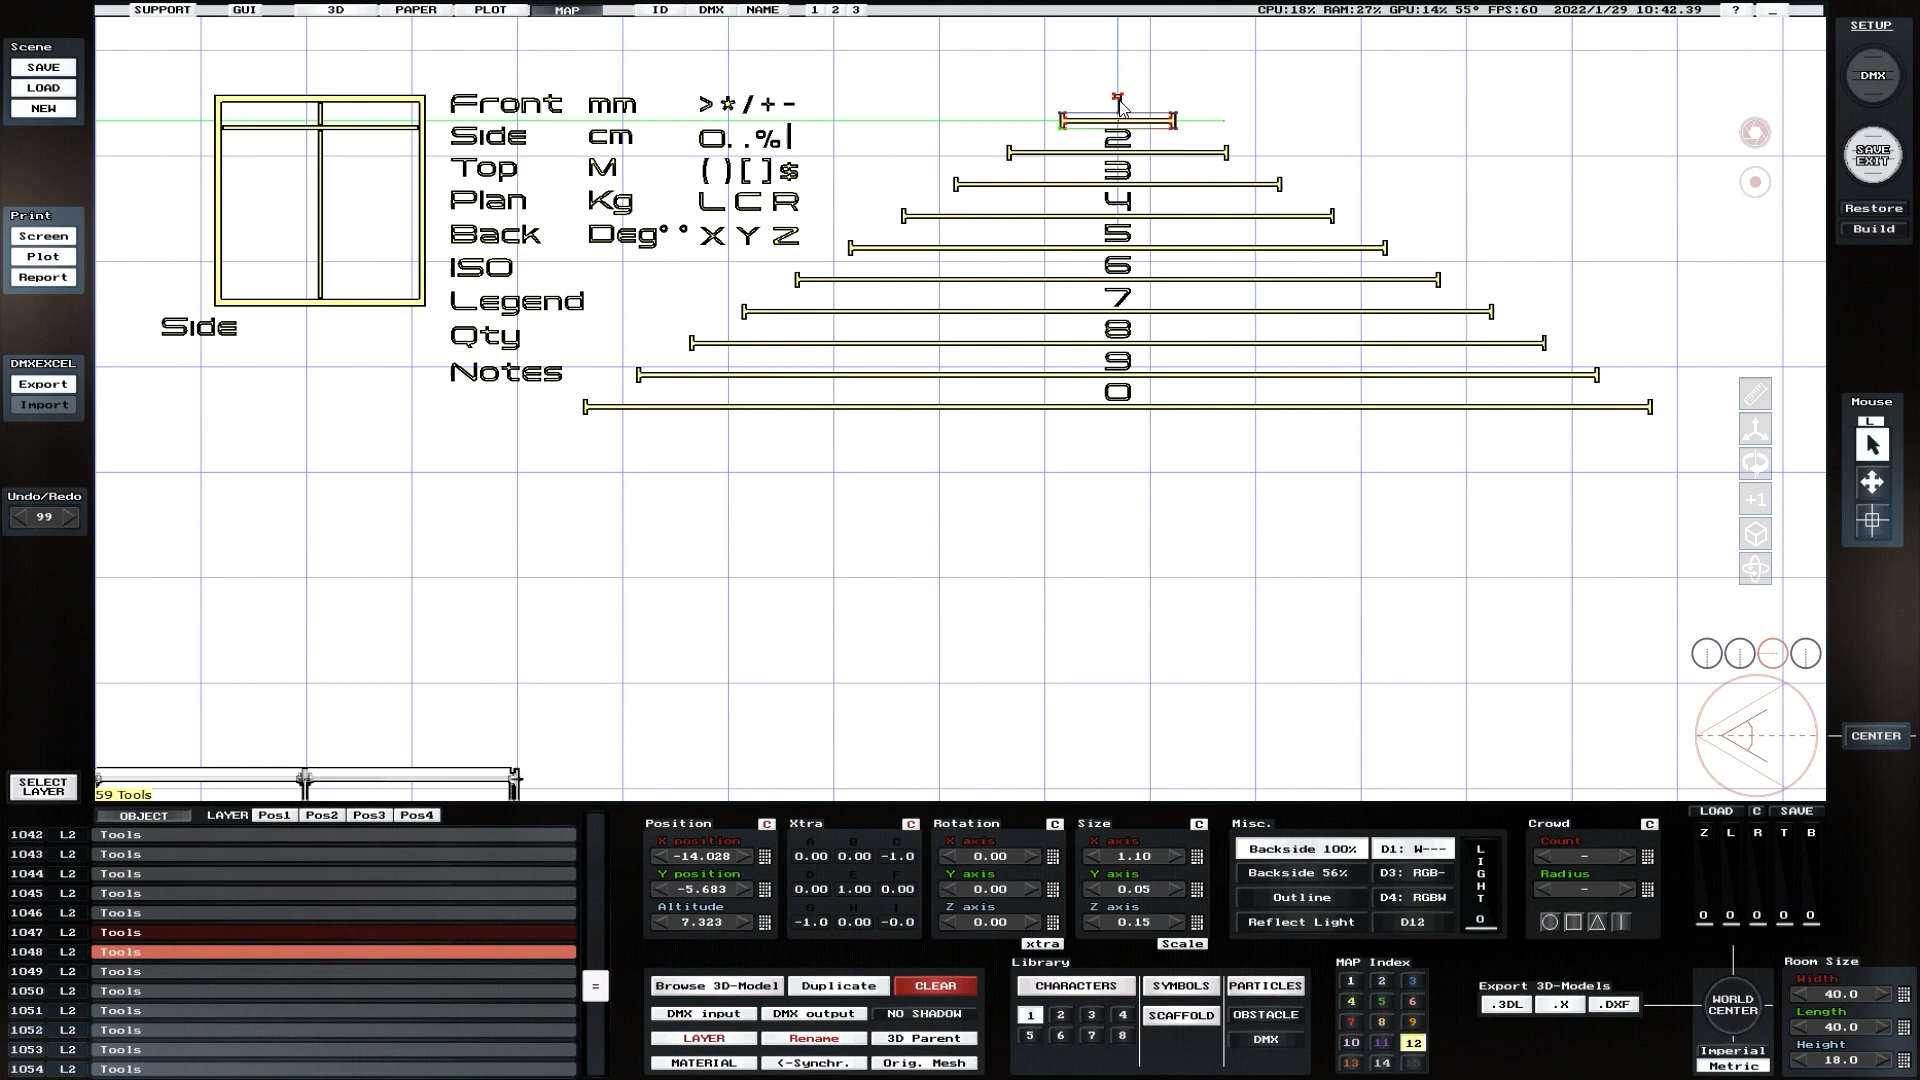 SUPPORT GUI 3D PAPER PLOT MAP ID DMX NAME 1 2 3 CPU:18% RAM:27% GPU:14% 55° FPS:60 2022/1/29 10:42.39 ? _
Scene
SAVE
LOAD
NEW
Print
Screen
Plot
Report
DMXEXCEL
Export
Import
Undo/Redo
99
SELECT
LAYER
Front mm >*/+-
Side cm 0..%|
Top M ()[]$
Plan Kg L C R
Back Deg°° X Y Z
ISO
Legend
Qty
Notes
Side
2
3
4
5
6
7
8
9
0
59 Tools
SETUP
DMX
SAVE
EXIT
Restore
Build
+1
Mouse
L
CENTER
OBJECT LAYER Pos1 Pos2 Pos3 Pos4
1042 L2 Tools
1043 L2 Tools
1044 L2 Tools
1045 L2 Tools
1046 L2 Tools
1047 L2 Tools
1048 L2 Tools
1049 L2 Tools
1050 L2 Tools
1051 L2 Tools
1052 L2 Tools
1053 L2 Tools
1054 L2 Tools
=
Position C
X position
-14.028
Y position
-5.683
Altitude
7.323
Xtra C
A B C
0.00 0.00 -1.0
D E F
0.00 1.00 0.00
G H I
-1.0 0.00 -0.0
Rotation C
X axis
0.00
Y axis
0.00
Z axis
0.00
xtra
Size C
X axis
1.10
Y axis
0.05
Z axis
0.15
Scale
Misc.
Backside 100% D1: W---
Backside 56% D3: RGB-
Outline D4: RGBW
Reflect Light D12
LIGHT
0
Crowd C
Count
-
Radius
-
LOAD C SAVE
Z L R T B
0 0 0 0 0
Browse 3D-Model Duplicate CLEAR
DMX input DMX output NO SHADOW
LAYER Rename 3D Parent
MATERIAL <-Synchr. Orig. Mesh
Library
CHARACTERS SYMBOLS PARTICLES
1 2 3 4 SCAFFOLD OBSTACLE
5 6 7 8 DMX
MAP Index
1 2 3
4 5 6
7 8 9
10 11 12
13 14
Export 3D-Models
.3DL .X .DXF
WORLD
CENTER
Imperial
Metric
Room Size
Width
40.0
Length
40.0
Height
18.0